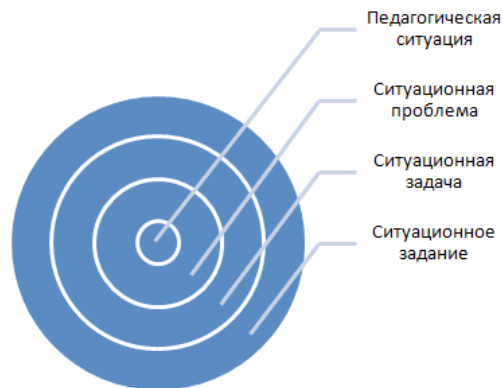 Педагогическая
ситуация
Ситуационная
проблема
Ситуационная
задача
Ситуационное
задание